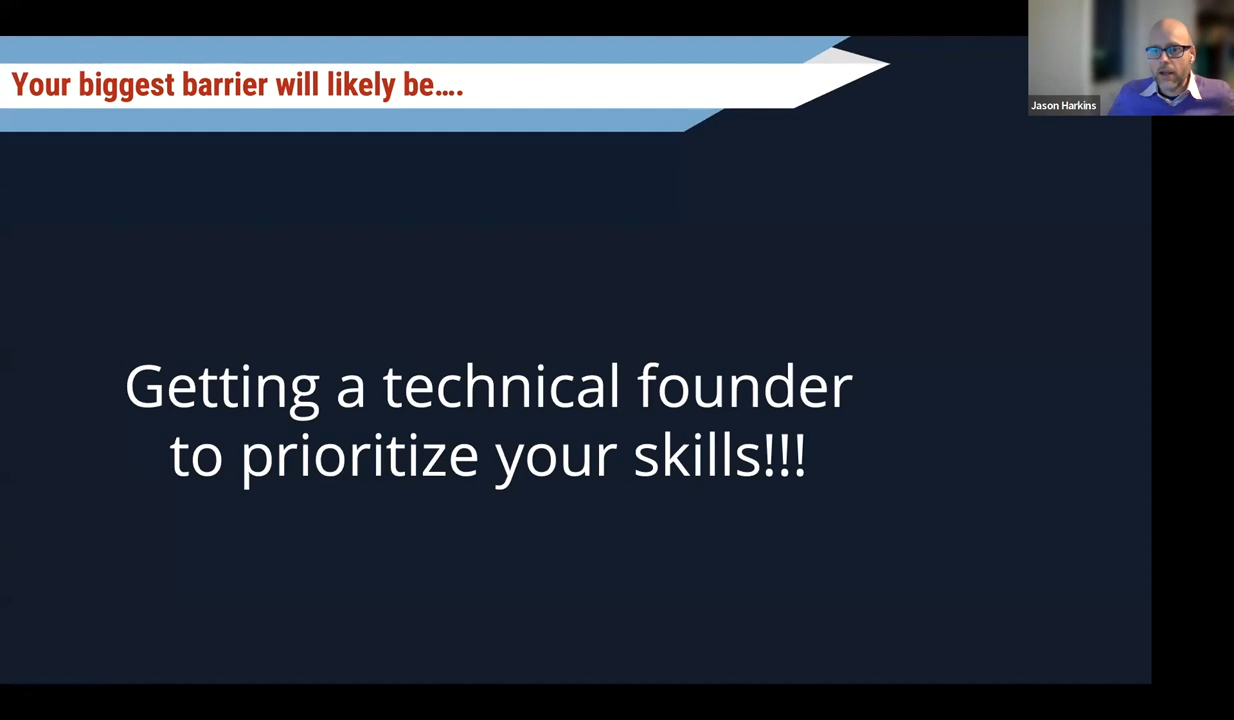 Your biggest barrier will likely be....
Jason Harkins
Getting a technical founder
to prioritize your skills!!!